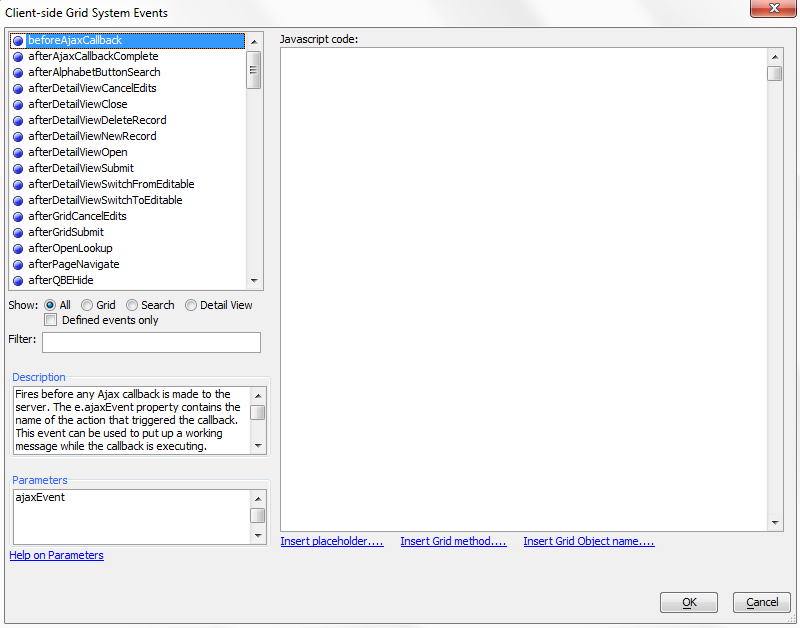 Client-side Grid System Events
beforeAjaxCallback
afterAjaxCallbackComplete
afterAlphabetButtonSearch
afterDetailViewCancelEdits
afterDetailViewClose
afterDetailViewDeleteRecord
afterDetailViewNewRecord
afterDetailViewOpen
afterDetailViewSubmit
afterDetailViewSwitchFromEditable
afterDetailViewSwitchToEditable
afterGridCancelEdits
afterGridSubmit
afterOpenLookup
afterPageNavigate
afterQBEHide
Show: All Grid Search Detail View
Defined events only
Filter:
Description
Fires before any Ajax callback is made to the
server. The e.ajaxEvent property contains the
name of the action that triggered the callback.
This event can be used to put up a working
message while the callback is executing.
Parameters
ajaxEvent
Help on Parameters
Javascript code:
Insert placeholder.... Insert Grid method.... Insert Grid Object name....
OK Cancel